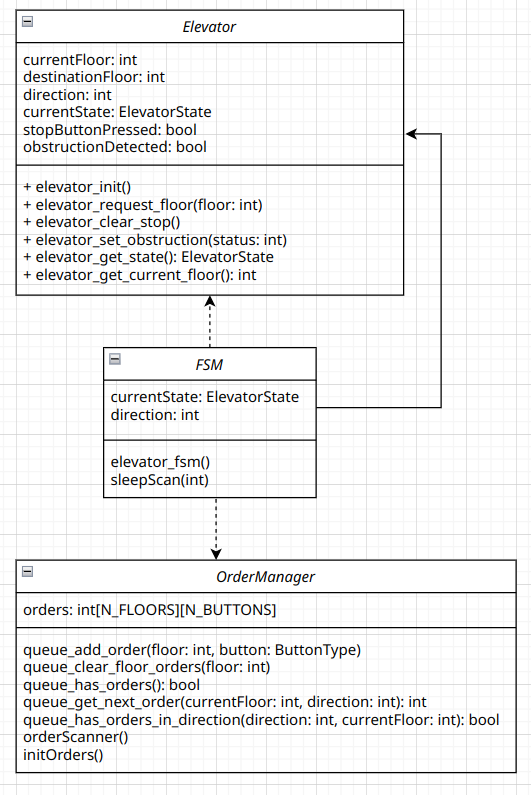 Elevator
currentFloor: int
destinationFloor: int
direction: int
currentState: ElevatorState
stopButtonPressed: bool
obstructionDetected: bool
+ elevator_init()
+ elevator_request_floor(floor: int)
+ elevator_clear_stop()
+ elevator_set_obstruction(status: int)
+ elevator_get_state(): ElevatorState
+ elevator_get_current_floor(): int
FSM
currentState: ElevatorState
direction: int
elevator_fsm()
sleepScan(int)
OrderManager
orders: int[N_FLOORS][N_BUTTONS]
queue_add_order(floor: int, button: ButtonType)
queue_clear_floor_orders(floor: int)
queue_has_orders(): bool
queue_get_next_order(currentFloor: int, direction: int): int
queue_has_orders_in_direction(direction: int, currentFloor: int): bool
orderScanner()
initOrders()